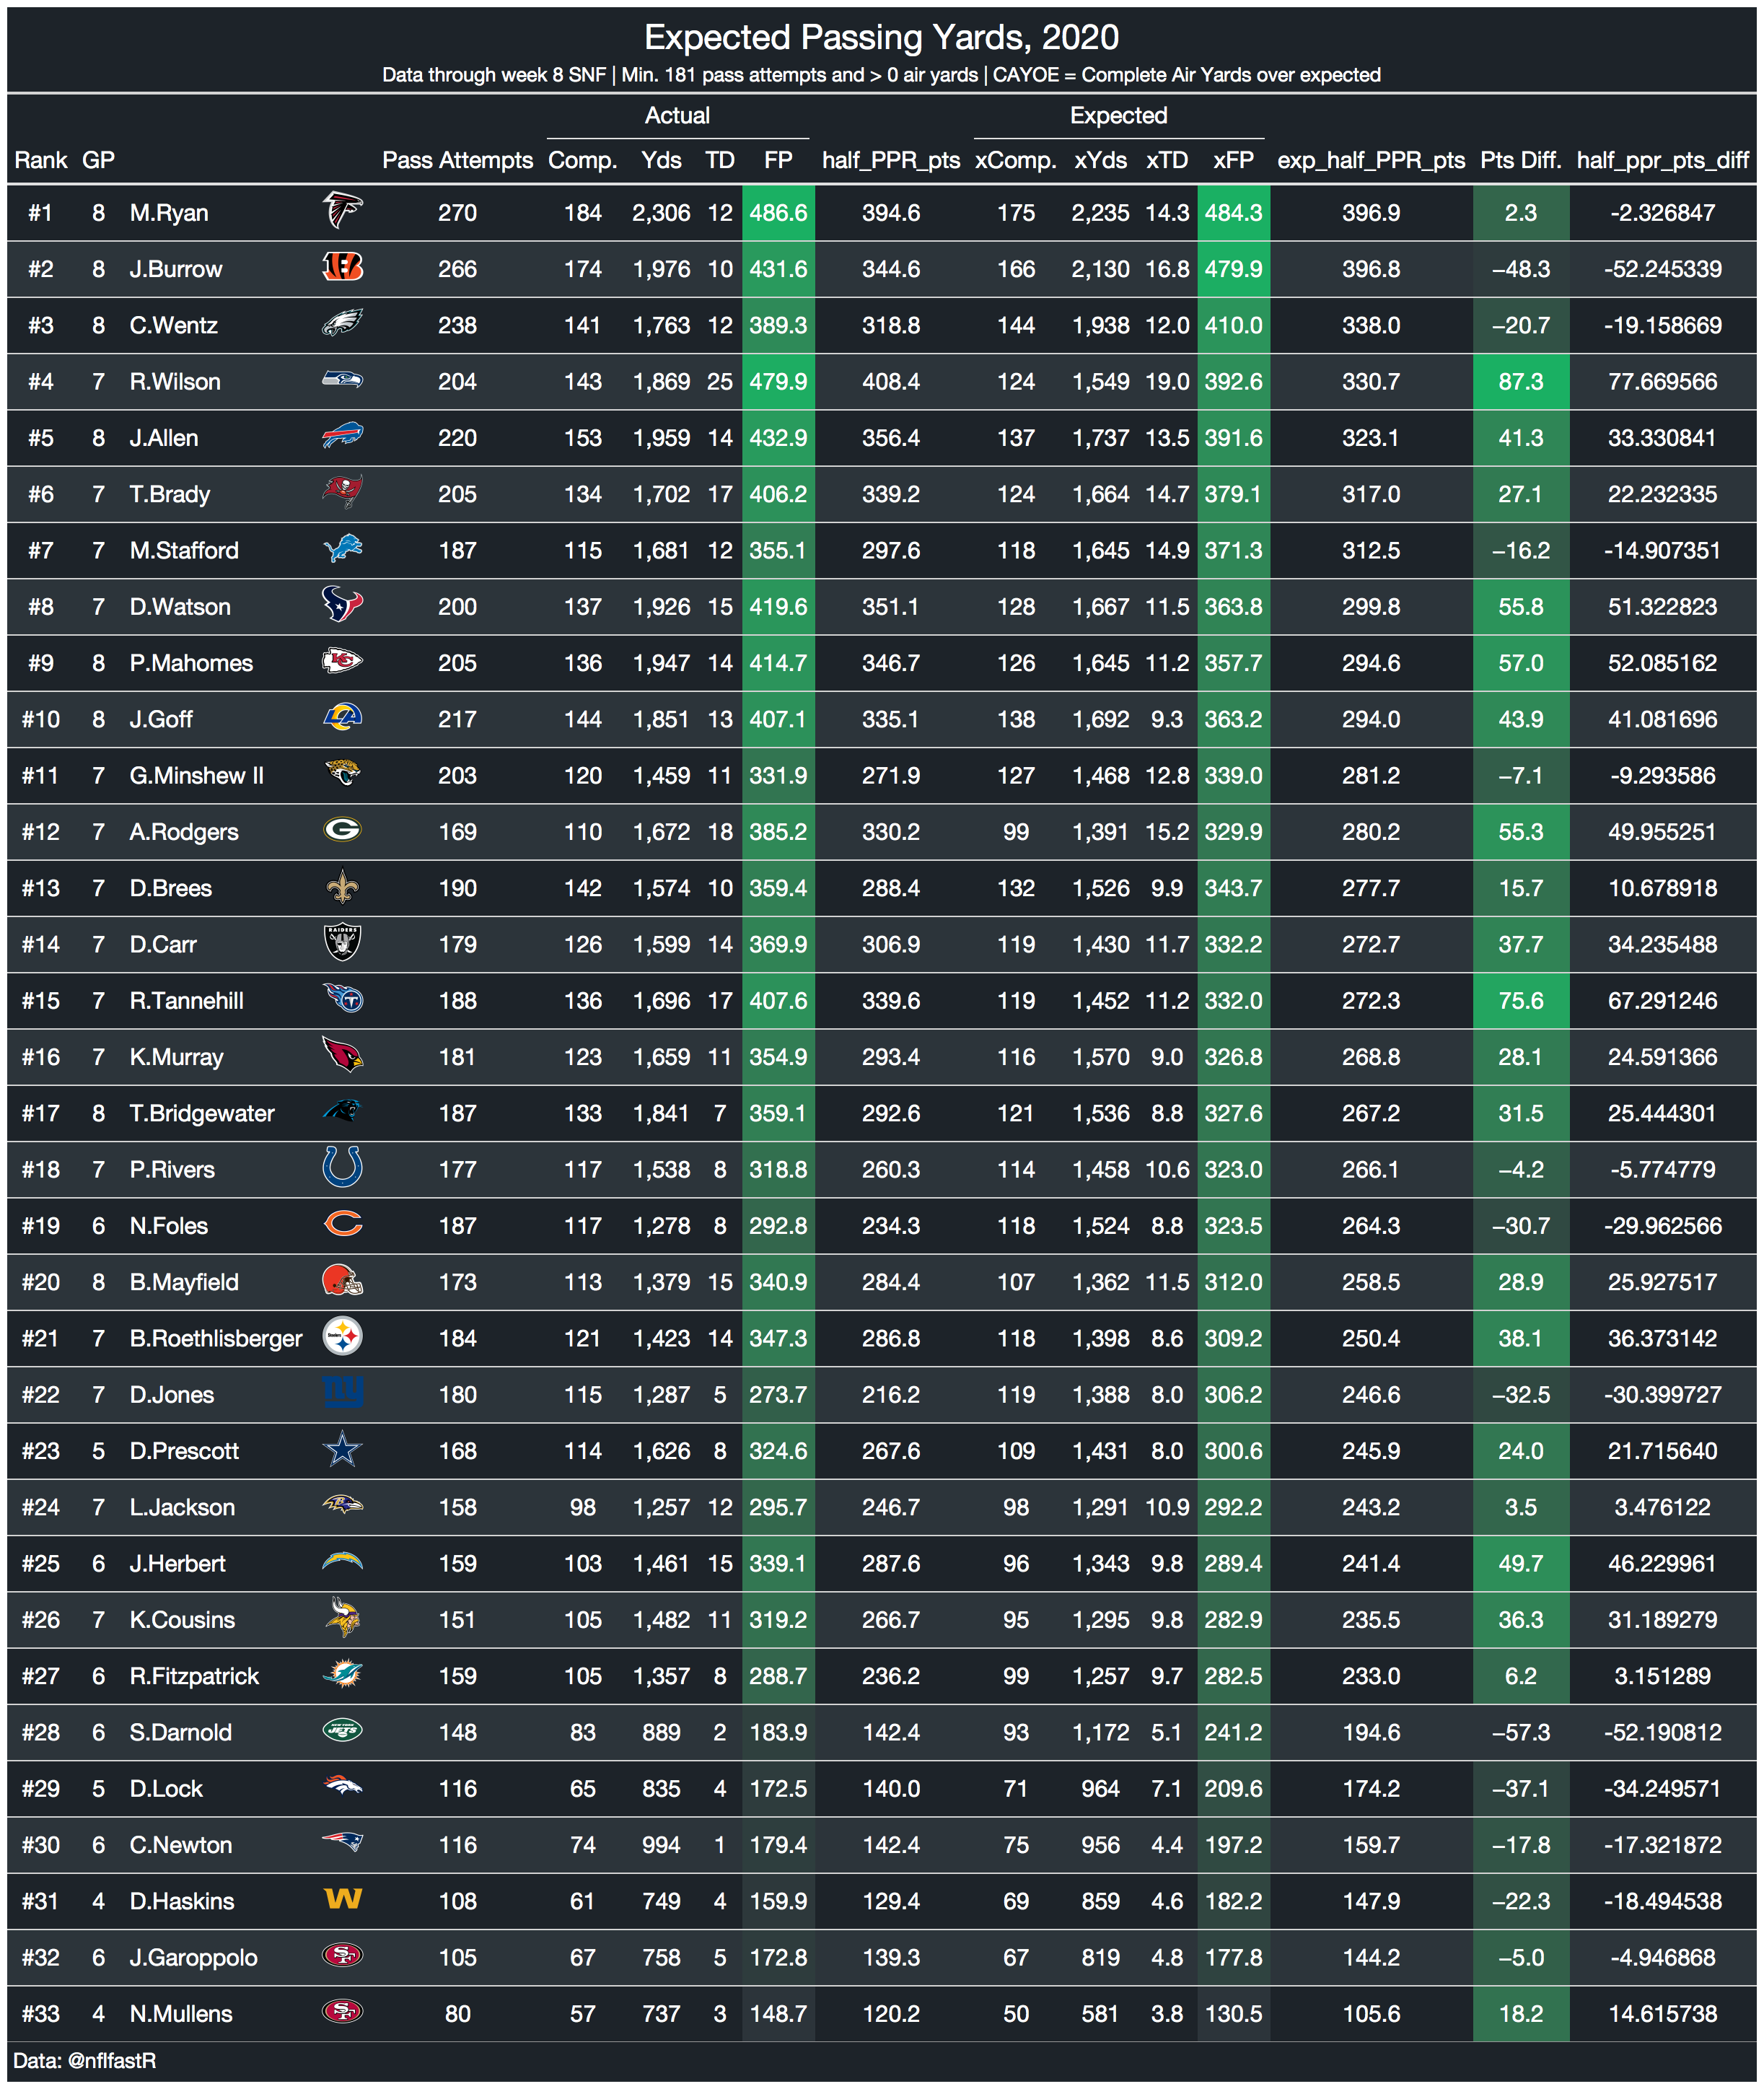 Expected Passing Yards, 2020
Data through week 8 SNF | Min. 181 pass attempts and > 0 air yards | CAYOE = Complete Air Yards over expected
Actual Expected
Rank GP Pass Attempts Comp. Yds TD FP half_PPR_pts xComp. xYds xTD xFP exp_half_PPR_pts Pts Diff. half_ppr_pts_diff
#1 8 M.Ryan 270 184 2,306 12 486.6 394.6 175 2,235 14.3 484.3 396.9 2.3 -2.326847
#2 8 J.Burrow 266 174 1,976 10 431.6 344.6 166 2,130 16.8 479.9 396.8 −48.3 -52.245339
#3 8 C.Wentz 238 141 1,763 12 389.3 318.8 144 1,938 12.0 410.0 338.0 −20.7 -19.158669
#4 7 R.Wilson 204 143 1,869 25 479.9 408.4 124 1,549 19.0 392.6 330.7 87.3 77.669566
#5 8 J.Allen 220 153 1,959 14 432.9 356.4 137 1,737 13.5 391.6 323.1 41.3 33.330841
#6 7 T.Brady 205 134 1,702 17 406.2 339.2 124 1,664 14.7 379.1 317.0 27.1 22.232335
#7 7 M.Stafford 187 115 1,681 12 355.1 297.6 118 1,645 14.9 371.3 312.5 −16.2 -14.907351
#8 7 D.Watson 200 137 1,926 15 419.6 351.1 128 1,667 11.5 363.8 299.8 55.8 51.322823
#9 8 P.Mahomes 205 136 1,947 14 414.7 346.7 126 1,645 11.2 357.7 294.6 57.0 52.085162
#10 8 J.Goff 217 144 1,851 13 407.1 335.1 138 1,692 9.3 363.2 294.0 43.9 41.081696
#11 7 G.Minshew II 203 120 1,459 11 331.9 271.9 127 1,468 12.8 339.0 281.2 −7.1 -9.293586
#12 7 A.Rodgers 169 110 1,672 18 385.2 330.2 99 1,391 15.2 329.9 280.2 55.3 49.955251
#13 7 D.Brees 190 142 1,574 10 359.4 288.4 132 1,526 9.9 343.7 277.7 15.7 10.678918
#14 7 D.Carr RAIDERS 179 126 1,599 14 369.9 306.9 119 1,430 11.7 332.2 272.7 37.7 34.235488
#15 7 R.Tannehill 188 136 1,696 17 407.6 339.6 119 1,452 11.2 332.0 272.3 75.6 67.291246
#16 7 K.Murray 181 123 1,659 11 354.9 293.4 116 1,570 9.0 326.8 268.8 28.1 24.591366
#17 8 T.Bridgewater 187 133 1,841 7 359.1 292.6 121 1,536 8.8 327.6 267.2 31.5 25.444301
#18 7 P.Rivers 177 117 1,538 8 318.8 260.3 114 1,458 10.6 323.0 266.1 −4.2 -5.774779
#19 6 N.Foles 187 117 1,278 8 292.8 234.3 118 1,524 8.8 323.5 264.3 −30.7 -29.962566
#20 8 B.Mayfield 173 113 1,379 15 340.9 284.4 107 1,362 11.5 312.0 258.5 28.9 25.927517
#21 7 B.Roethlisberger Steelers 184 121 1,423 14 347.3 286.8 118 1,398 8.6 309.2 250.4 38.1 36.373142
#22 7 D.Jones ny 180 115 1,287 5 273.7 216.2 119 1,388 8.0 306.2 246.6 −32.5 -30.399727
#23 5 D.Prescott 168 114 1,626 8 324.6 267.6 109 1,431 8.0 300.6 245.9 24.0 21.715640
#24 7 L.Jackson 158 98 1,257 12 295.7 246.7 98 1,291 10.9 292.2 243.2 3.5 3.476122
#25 6 J.Herbert 159 103 1,461 15 339.1 287.6 96 1,343 9.8 289.4 241.4 49.7 46.229961
#26 7 K.Cousins 151 105 1,482 11 319.2 266.7 95 1,295 9.8 282.9 235.5 36.3 31.189279
#27 6 R.Fitzpatrick 159 105 1,357 8 288.7 236.2 99 1,257 9.7 282.5 233.0 6.2 3.151289
#28 6 S.Darnold JETS 148 83 889 2 183.9 142.4 93 1,172 5.1 241.2 194.6 −57.3 -52.190812
#29 5 D.Lock 116 65 835 4 172.5 140.0 71 964 7.1 209.6 174.2 −37.1 -34.249571
#30 6 C.Newton 116 74 994 1 179.4 142.4 75 956 4.4 197.2 159.7 −17.8 -17.321872
#31 4 D.Haskins W 108 61 749 4 159.9 129.4 69 859 4.6 182.2 147.9 −22.3 -18.494538
#32 6 J.Garoppolo SF 105 67 758 5 172.8 139.3 67 819 4.8 177.8 144.2 −5.0 -4.946868
#33 4 N.Mullens SF 80 57 737 3 148.7 120.2 50 581 3.8 130.5 105.6 18.2 14.615738
Data: @nflfastR